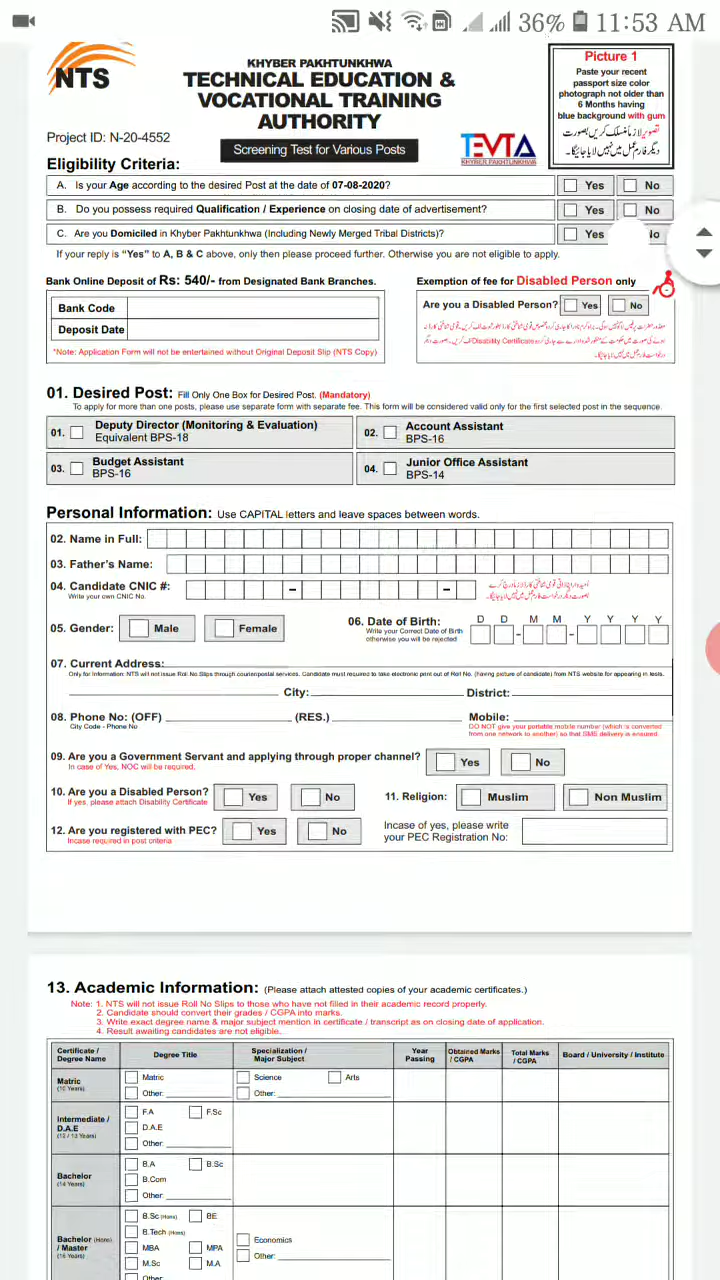 36% 11:53 AM
NTS
KHYBER PAKHTUNKHWA
TECHNICAL EDUCATION &
VOCATIONAL TRAINING
AUTHORITY
Screening Test for Various Posts
Project ID: N-20-4552
TEVTA
KHYBER PAKHTUNKHWA
Picture 1
Paste your recent
passport size color
photograph not older than
6 Months having
blue background with gum
Eligibility Criteria:
A. Is your Age according to the desired Post at the date of 07-08-2020? Yes No
B. Do you possess required Qualification / Experience on closing date of advertisement? Yes No
C. Are you Domiciled in Khyber Pakhtunkhwa (Including Newly Merged Tribal Districts)? Yes No
If your reply is “Yes” to A, B & C above, only then please proceed further. Otherwise you are not eligible to apply.
Bank Online Deposit of Rs: 540/- from Designated Bank Branches.
Bank Code
Deposit Date
*Note: Application Form will not be entertained without Original Deposit Slip (NTS Copy)
Exemption of fee for Disabled Person only
Are you a Disabled Person? Yes No
Disability Certificate
01. Desired Post: Fill Only One Box for Desired Post. (Mandatory)
To apply for more than one posts, please use separate form with separate fee. This form will be considered valid only for the first selected post in the sequence.
01. Deputy Director (Monitoring & Evaluation)
Equivalent BPS-18
02. Account Assistant
BPS-16
03. Budget Assistant
BPS-16
04. Junior Office Assistant
BPS-14
Personal Information: Use CAPITAL letters and leave spaces between words.
02. Name in Full:
03. Father's Name:
04. Candidate CNIC #: - -
Write your own CNIC No.
05. Gender: Male Female
06. Date of Birth: D D M M Y Y Y Y
Write your Correct Date of Birth
otherwise you will be rejected
07. Current Address:
Only for Information: NTS will not issue Roll No Slips through courier/postal services. Candidate must required to take electronic print out of Roll No. (having picture of candidate) from NTS website for appearing in tests.
City: District:
08. Phone No: (OFF) (RES.) Mobile:
City Code - Phone No
DO NOT give your portable mobile number (which is converted
from one network to another) so that SMS delivery is ensured.
09. Are you a Government Servant and applying through proper channel? Yes No
In case of Yes, NOC will be required.
10. Are you a Disabled Person? Yes No
If yes, please attach Disability Certificate
11. Religion: Muslim Non Muslim
12. Are you registered with PEC? Yes No
Incase required in post criteria
Incase of yes, please write
your PEC Registration No:
13. Academic Information: (Please attach attested copies of your academic certificates.)
Note: 1. NTS will not issue Roll No Slips to those who have not filled in their academic record properly.
2. Candidate should convert their grades / CGPA into marks.
3. Write exact degree name & major subject mention in certificate / transcript as on closing date of application.
4. Result awaiting candidates are not eligible.
Certificate /
Degree Name
Degree Title
Specialization /
Major Subject
Year
Passing
Obtained Marks
/ CGPA
Total Marks
/ CGPA
Board / University / Institute
Matric
(10 Years)
Matric
Other:
Science Arts
Other:
Intermediate /
D.A.E
(12 / 13 Years)
F.A F.Sc
D.A.E
Other:
Bachelor
(14 Years)
B.A B.Sc
B.Com
Other:
Bachelor (Hons)
/ Master
(16 Years)
B.Sc (Hons) BE
B.Tech (Hons)
MBA MPA
M.Sc M.A
Other
Economics
Other: